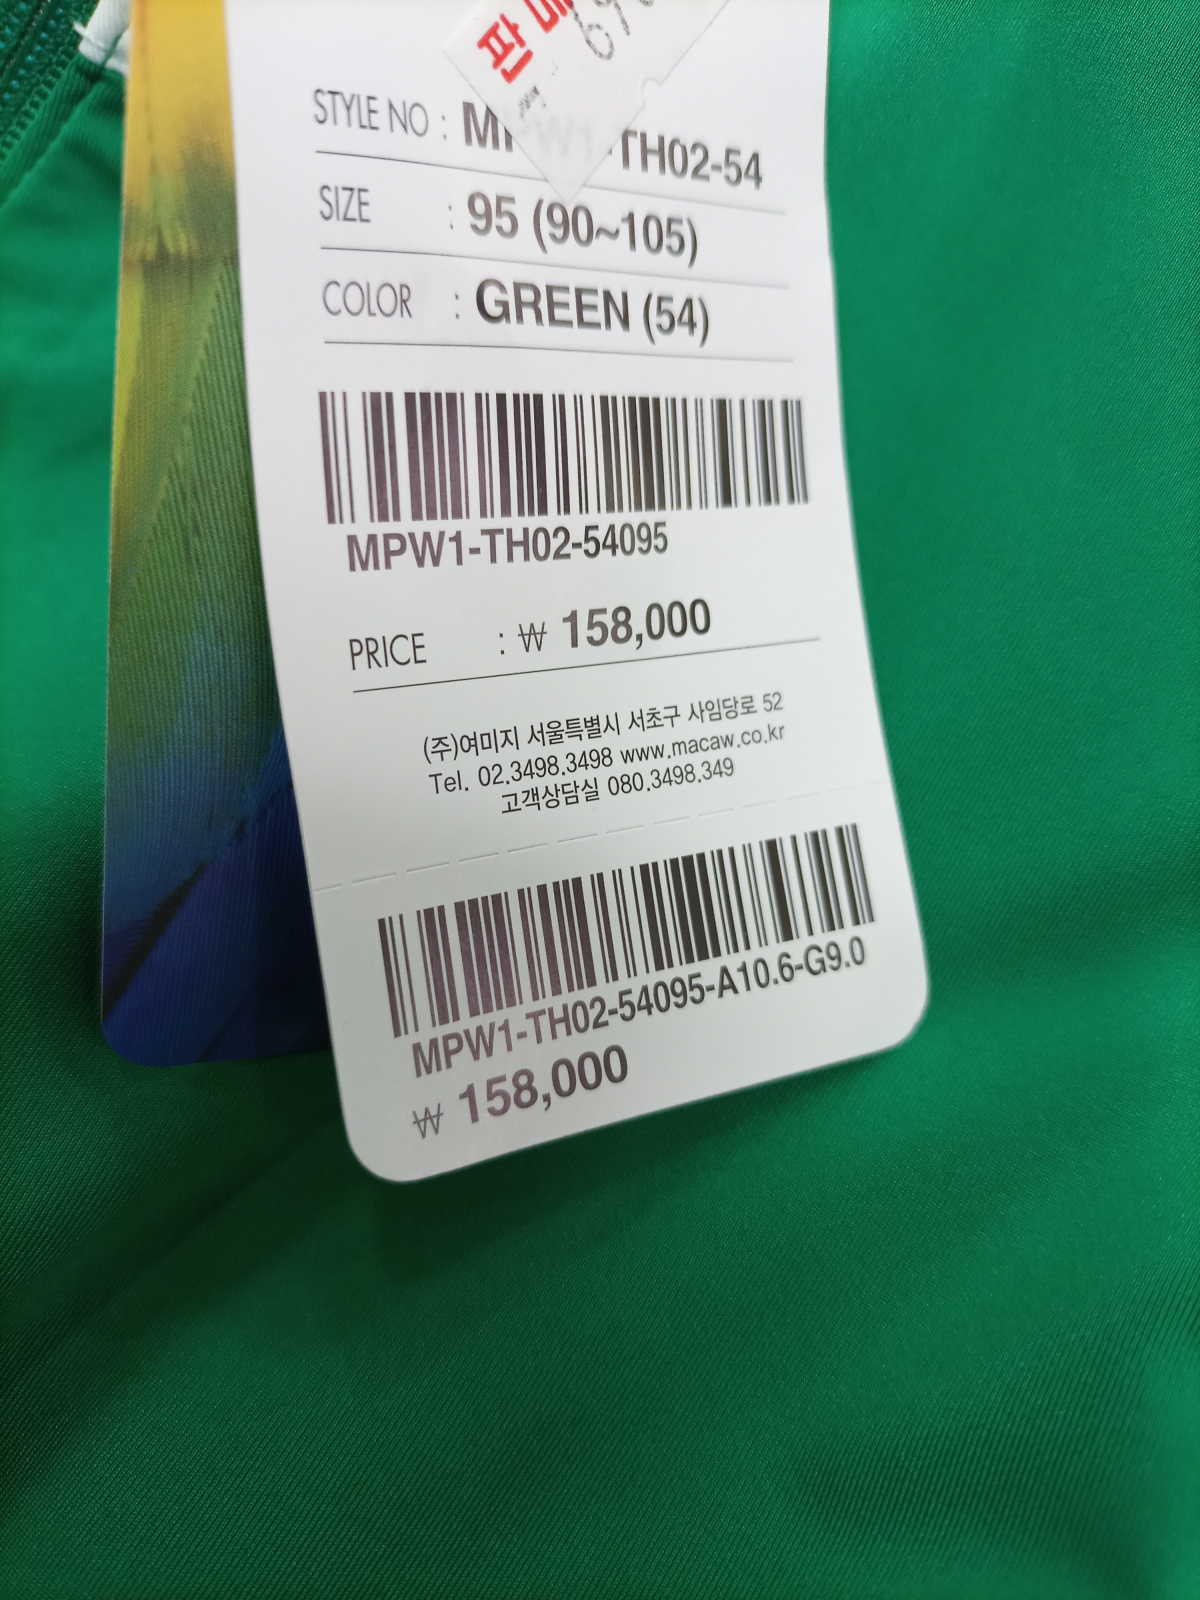 판매
STYLE NO : MPW1-TH02-54
SIZE : 95 (90~105)
COLOR : GREEN (54)
MPW1-TH02-54095
PRICE : ₩ 158,000
(주)여미지 서울특별시 서초구 사임당로 52
Tel. 02.3498.3498 www.macaw.co.kr
고객상담실 080.3498.349
MPW1-TH02-54095-A10.6-G9.0
₩ 158,000